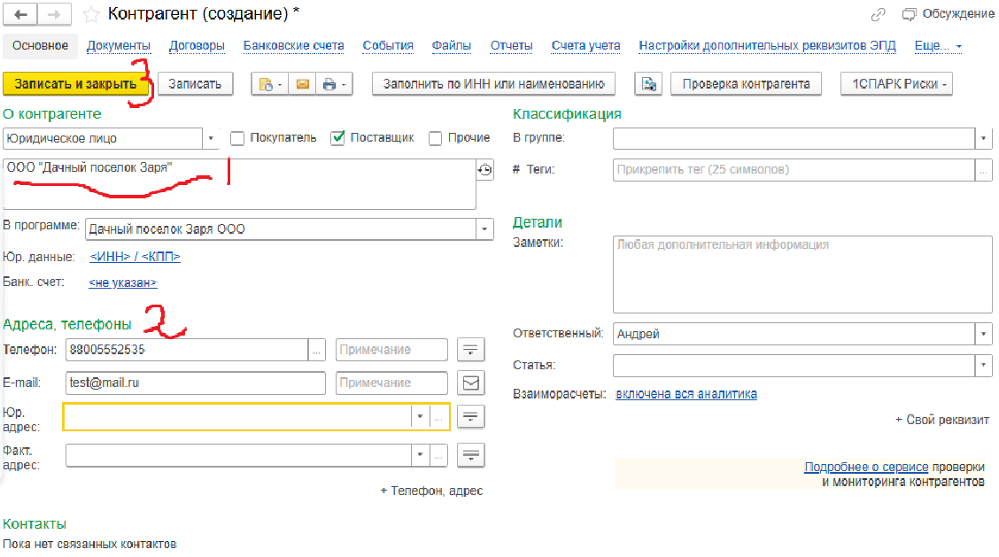 Контрагент (создание) *
Обсуждение
Основное Документы Договоры Банковские счета События Файлы Отчеты Счета учета Настройки дополнительных реквизитов ЭПД Еще...
Записать и закрыть 3 Записать Заполнить по ИНН или наименованию Проверка контрагента 1СПАРК Риски
О контрагенте
Юридическое лицо Покупатель Поставщик Прочие
ООО "Дачный поселок Заря" 1
В программе: Дачный поселок Заря ООО
Юр. данные: <ИНН> / <КПП>
Банк. счет: <не указан>
Адреса, телефоны 2
Телефон: 88005552535 ... Примечание
E-mail: test@mail.ru Примечание
Юр.
адрес: ...
Факт.
адрес: ...
+ Телефон, адрес
Контакты
Пока нет связанных контактов
Классификация
В группе:
# Теги: Прикрепить тег (25 символов) ...
Детали
Заметки: Любая дополнительная информация
Ответственный: Андрей
Статья:
Взаиморасчеты: включена вся аналитика
+ Свой реквизит
Подробнее о сервисе проверки
и мониторинга контрагентов